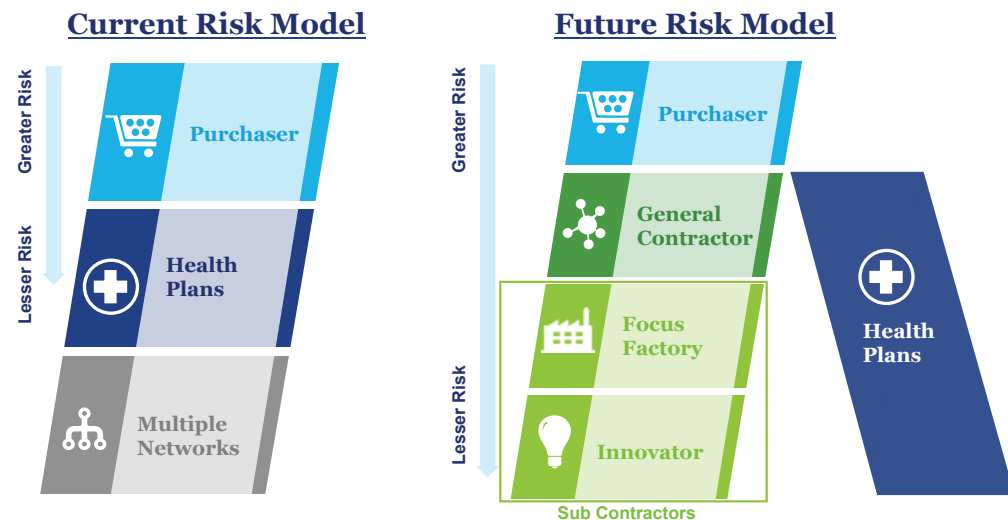 Current Risk Model
Greater Risk
Lesser Risk
Purchaser
Health
Plans
Multiple
Networks
Future Risk Model
Greater Risk
Lesser Risk
Purchaser
General
Contractor
Focus
Factory
Innovator
Sub Contractors
Health
Plans